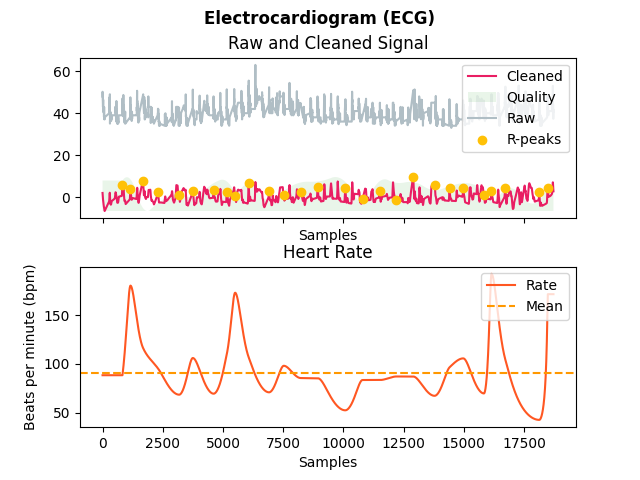 Electrocardiogram (ECG)
Raw and Cleaned Signal
60
40
20
0
Cleaned
Quality
Raw
R-peaks
Samples
Heart Rate
Beats per minute (bpm)
150
100
50
Rate
Mean
0 2500 5000 7500 10000 12500 15000 17500
Samples